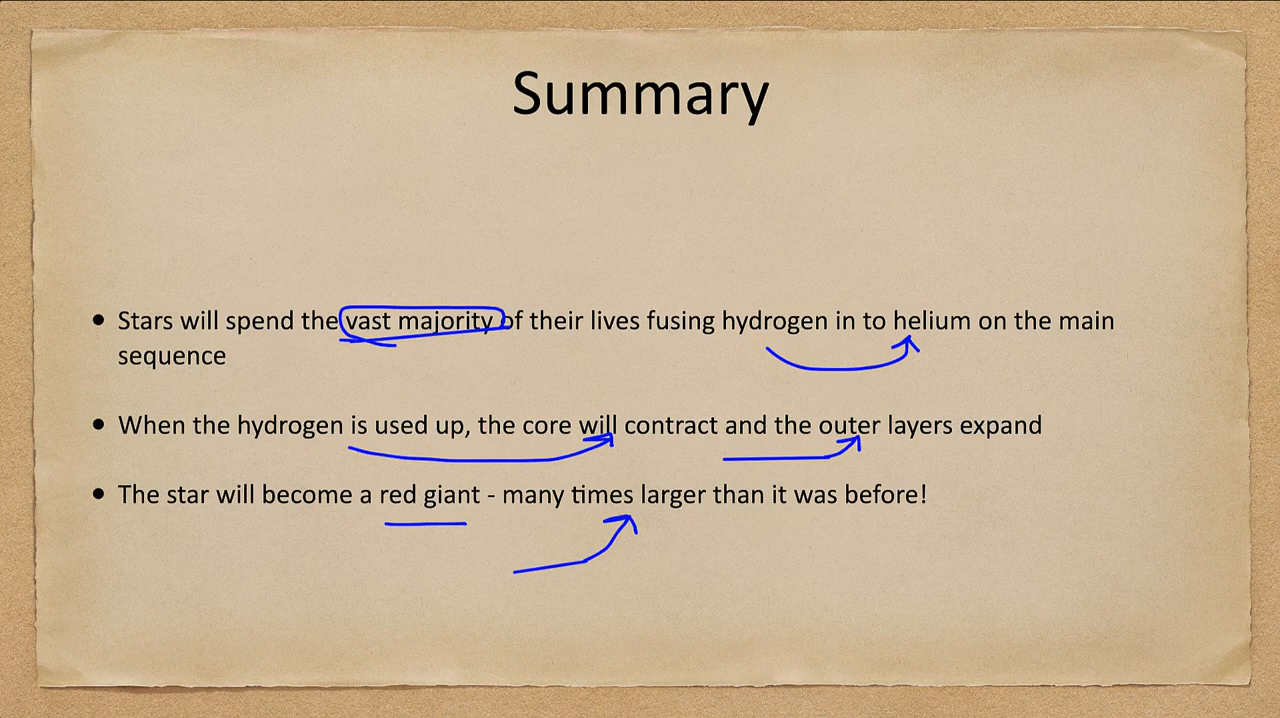 Summary
• Stars will spend the vast majority of their lives fusing hydrogen in to helium on the main
sequence
• When the hydrogen is used up, the core will contract and the outer layers expand
• The star will become a red giant - many times larger than it was before!